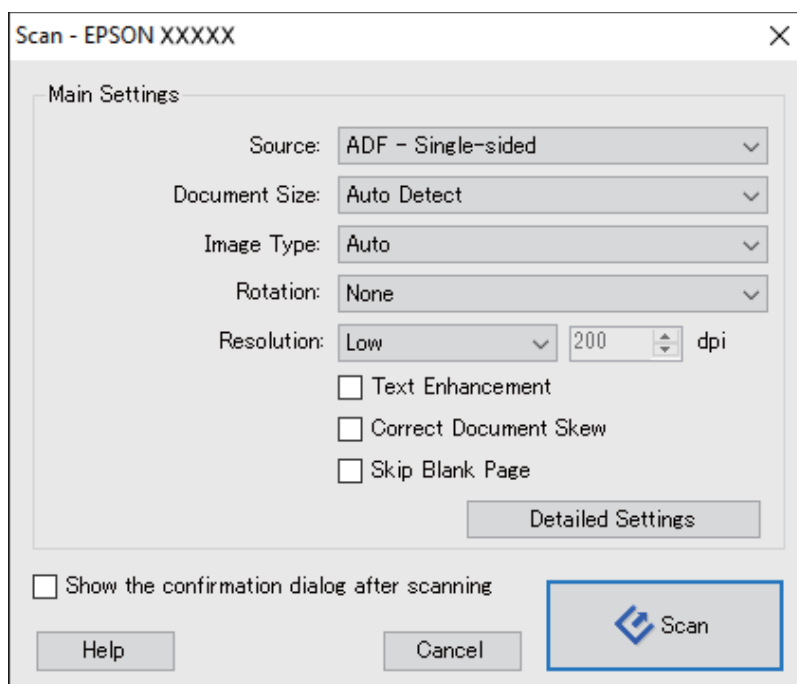 Scan - EPSON XXXXX
Main Settings
Source: ADF - Single-sided
Document Size: Auto Detect
Image Type: Auto
Rotation: None
Resolution: Low 200 dpi
Text Enhancement
Correct Document Skew
Skip Blank Page
Detailed Settings
Show the confirmation dialog after scanning
Scan
Help Cancel